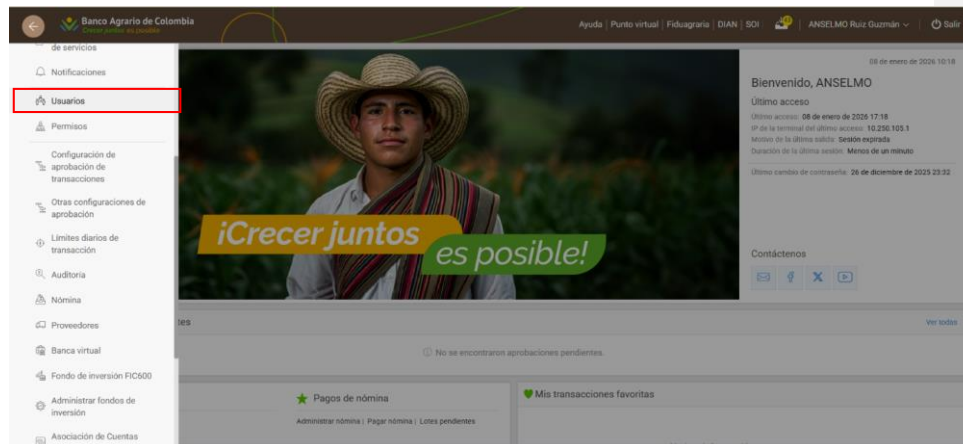 Banco Agrario de Colombia
Crecer juntos es posible
Ayuda | Punto virtual | Fiduagraria | DIAN | SOI
ANSELMO Ruiz Guzmán
Salir
de servicios
Notificaciones
Usuarios
Permisos
Configuración de
aprobación de
transacciones
Otras configuraciones de
aprobación
Límites diarios de
transacción
Auditoría
Nómina
Proveedores
Banca virtual
Fondo de inversión FIC600
Administrar fondos de
inversión
Asociación de Cuentas
¡Crecer juntos
es posible!
08 de enero de 2026 10:18
Bienvenido, ANSELMO
Último acceso
Último acceso: 08 de enero de 2026 17:18
IP de la terminal del último acceso: 10.250.105.1
Motivo de la última salida: Sesión expirada
Duración de la última sesión: Menos de un minuto
Último cambio de contraseña: 26 de diciembre de 2025 23:32
Contáctenos
tes
Ver todas
No se encontraron aprobaciones pendientes.
Pagos de nómina
Administrar nómina | Pagar nómina | Lotes pendientes
Mis transacciones favoritas